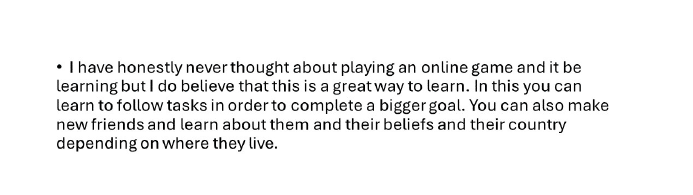 • I have honestly never thought about playing an online game and it be
learning but I do believe that this is a great way to learn. In this you can
learn to follow tasks in order to complete a bigger goal. You can also make
new friends and learn about them and their beliefs and their country
depending on where they live.